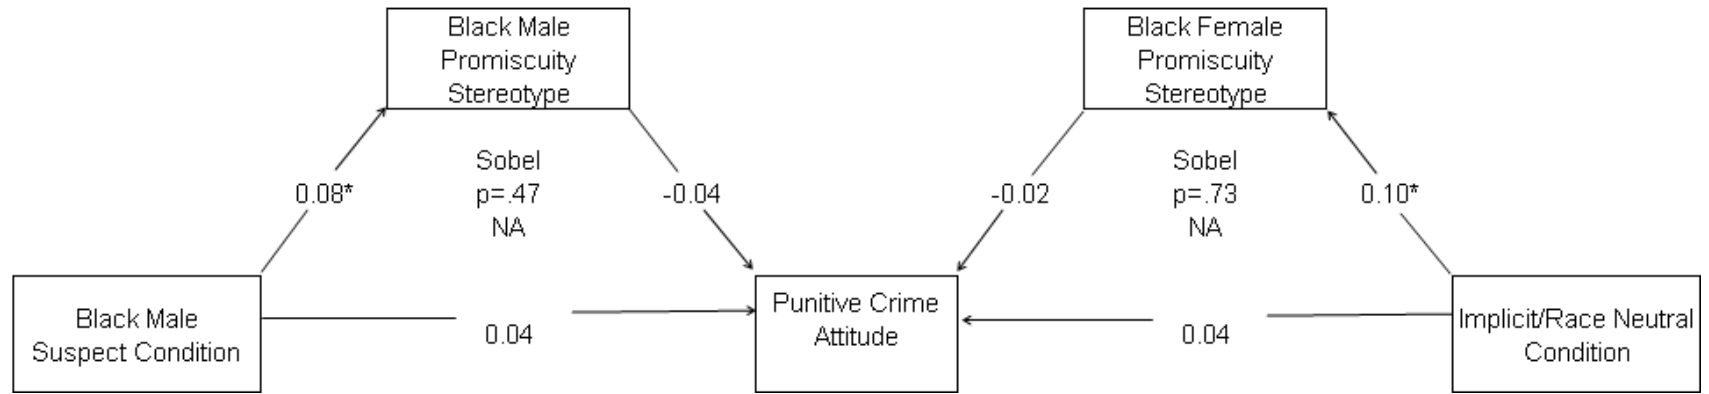 Black Male
Promiscuity
Stereotype
Black Female
Promiscuity
Stereotype
Sobel
p=.47
NA
0.08*
-0.04
Sobel
p=.73
NA
-0.02
0.10*
Black Male
Suspect Condition
0.04
Punitive Crime
Attitude
0.04
Implicit/Race Neutral
Condition